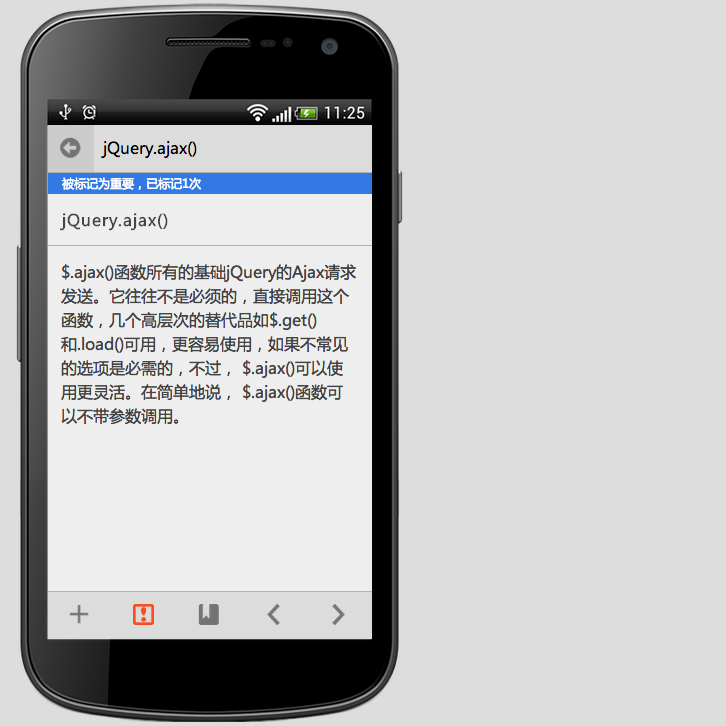 11:25
jQuery.ajax()
被标记为重要，已标记1次
jQuery.ajax()
$.ajax()函数所有的基础jQuery的Ajax请求
发送。它往往不是必须的，直接调用这个
函数，几个高层次的替代品如$.get()
和.load()可用，更容易使用，如果不常见
的选项是必需的，不过， $.ajax()可以使
用更灵活。在简单地说， $.ajax()函数可
以不带参数调用。